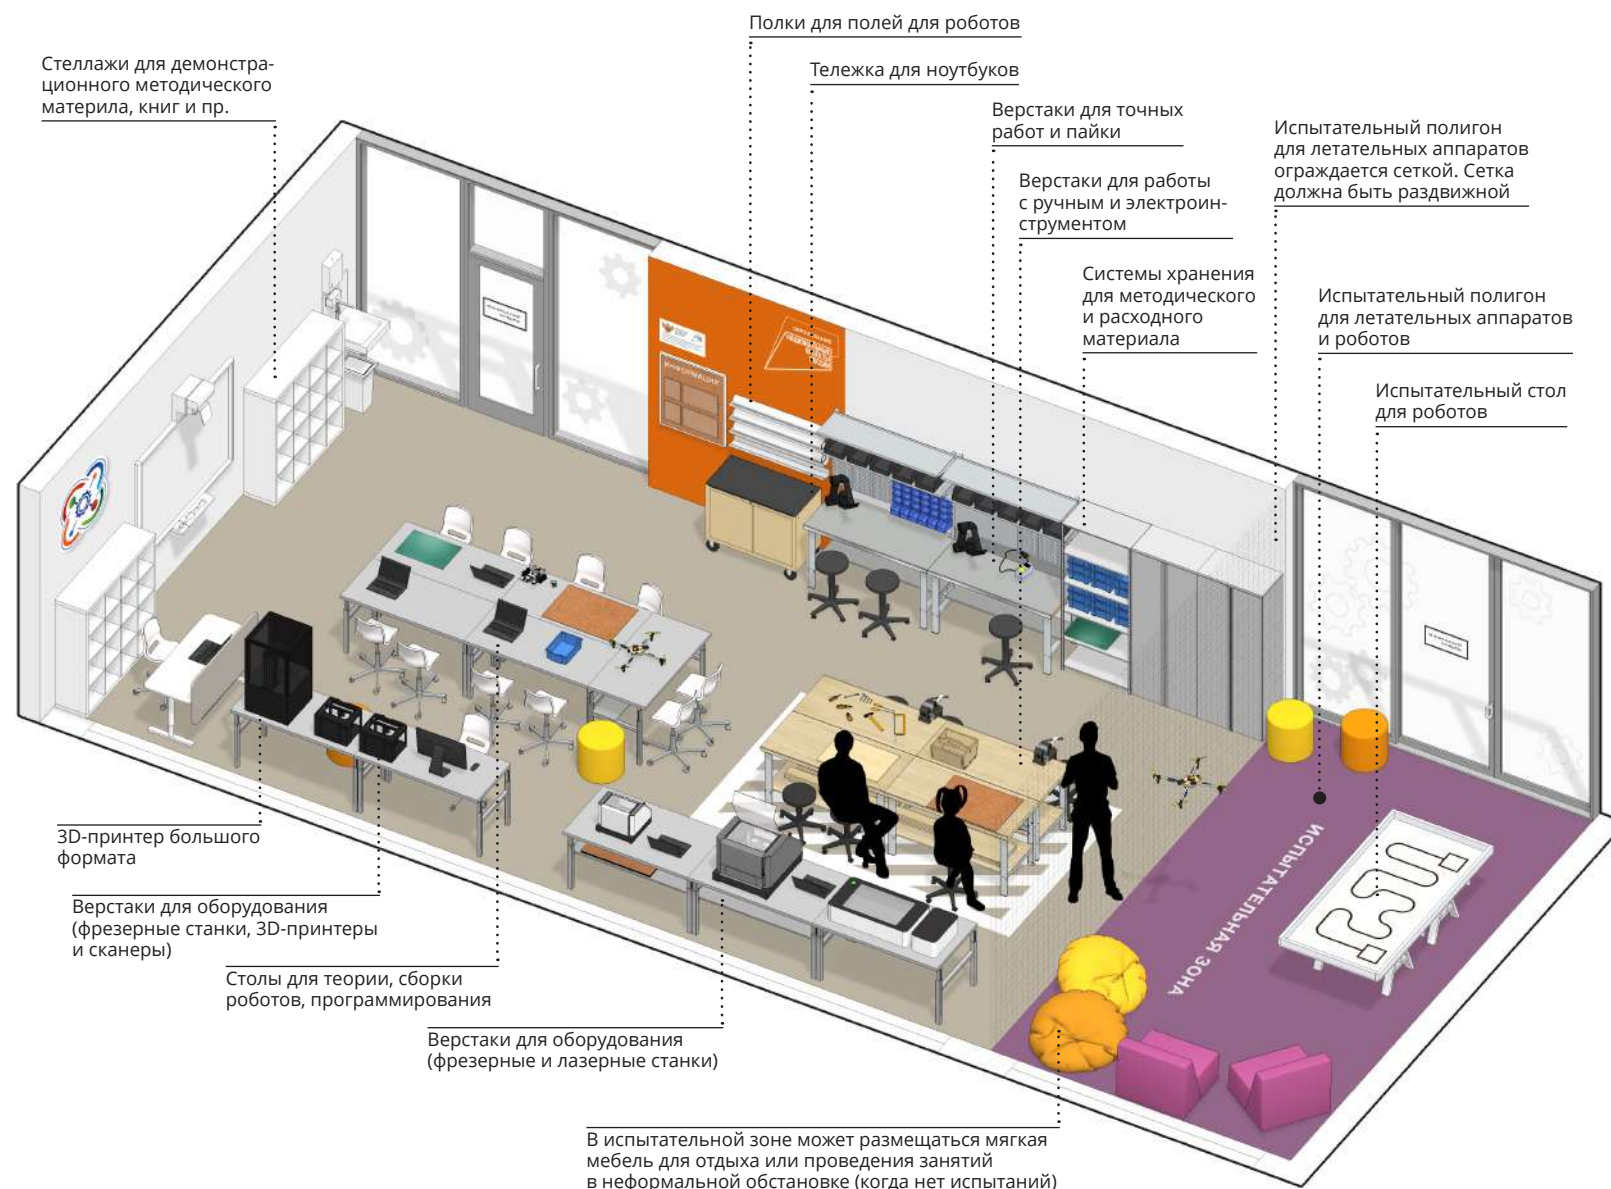 Полки для полей для роботов
Стеллажи для демонстра-
ционного методического
материла, книг и пр.
Тележка для ноутбуков
Верстаки для точных
работ и пайки
Испытательный полигон
для летательных аппаратов
ограждается сеткой. Сетка
должна быть раздвижной
Верстаки для работы
с ручным и электроин-
струментом
Системы хранения
для методического
и расходного
материала
Испытательный полигон
для летательных аппаратов
и роботов
Испытательный стол
для роботов
ИНФОРМАЦИЯ
ИСПЫТАТЕЛЬНАЯ ЗОНА
3D-принтер большого
формата
Верстаки для оборудования
(фрезерные станки, 3D-принтеры
и сканеры)
Столы для теории, сборки
роботов, программирования
Верстаки для оборудования
(фрезерные и лазерные станки)
В испытательной зоне может размещаться мягкая
мебель для отдыха или проведения занятий
в неформальной обстановке (когда нет испытаний)